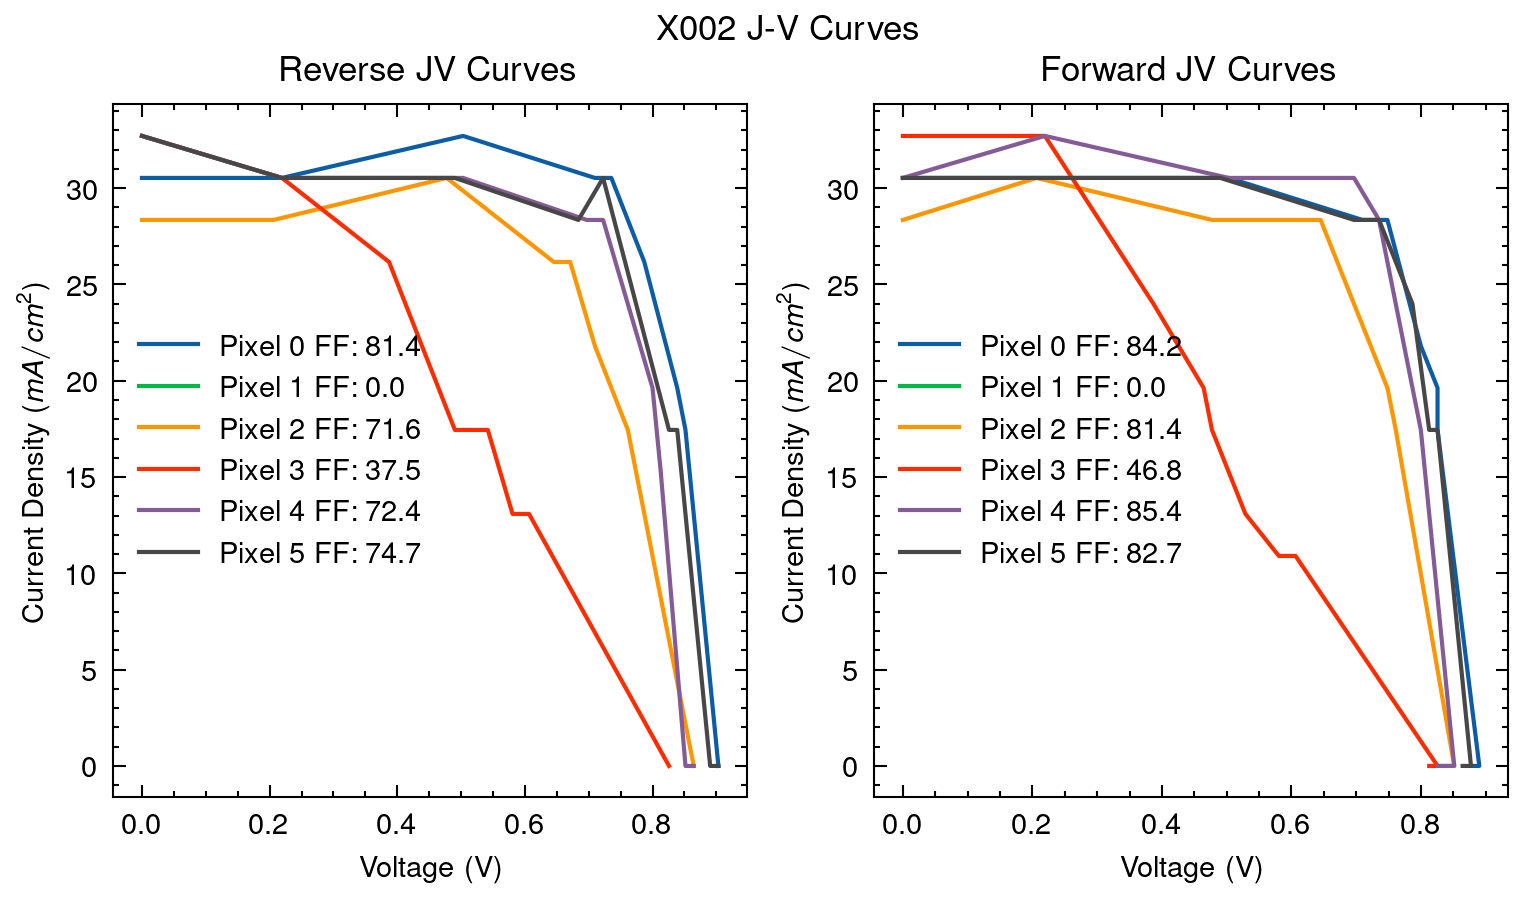 X002 J-V Curves
Reverse JV Curves
Current Density (mA/cm²)
30
25
20
15
10
5
0
Pixel 0 FF: 81.4
Pixel 1 FF: 0.0
Pixel 2 FF: 71.6
Pixel 3 FF: 37.5
Pixel 4 FF: 72.4
Pixel 5 FF: 74.7
0.0 0.2 0.4 0.6 0.8
Voltage (V)
Forward JV Curves
Current Density (mA/cm²)
30
25
20
15
10
5
0
Pixel 0 FF: 84.2
Pixel 1 FF: 0.0
Pixel 2 FF: 81.4
Pixel 3 FF: 46.8
Pixel 4 FF: 85.4
Pixel 5 FF: 82.7
0.0 0.2 0.4 0.6 0.8
Voltage (V)